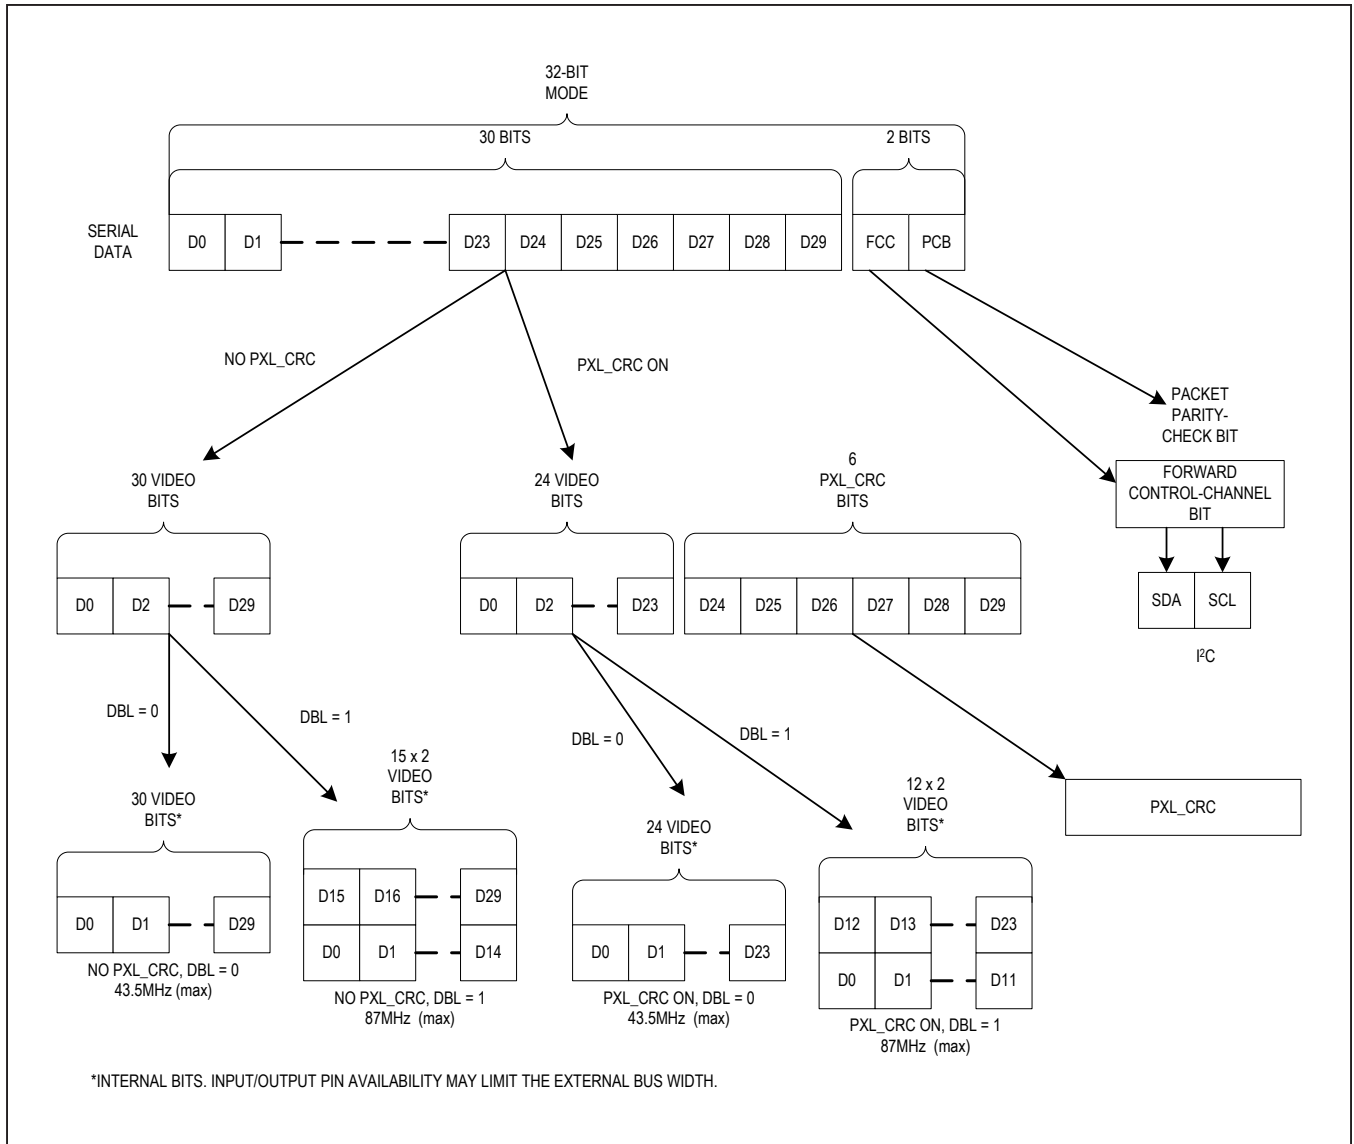 32-BIT
MODE
30 BITS
2 BITS
SERIAL
DATA
D0 D1 D23 D24 D25 D26 D27 D28 D29 FCC PCB
NO PXL_CRC
PXL_CRC ON
PACKET
PARITY-
CHECK BIT
30 VIDEO
BITS
24 VIDEO
BITS
6
PXL_CRC
BITS
FORWARD
CONTROL-CHANNEL
BIT
D0 D2 D29
D0 D2 D23
D24 D25 D26 D27 D28 D29
SDA SCL
I²C
DBL = 0
DBL = 1
DBL = 0
DBL = 1
30 VIDEO
BITS*
15 x 2
VIDEO
BITS*
24 VIDEO
BITS*
12 x 2
VIDEO
BITS*
PXL_CRC
D0 D1 D29
NO PXL_CRC, DBL = 0
43.5MHz (max)
D15 D16 D29
D0 D1 D14
NO PXL_CRC, DBL = 1
87MHz (max)
D0 D1 D23
PXL_CRC ON, DBL = 0
43.5MHz (max)
D12 D13 D23
D0 D1 D11
PXL_CRC ON, DBL = 1
87MHz (max)
*INTERNAL BITS. INPUT/OUTPUT PIN AVAILABILITY MAY LIMIT THE EXTERNAL BUS WIDTH.